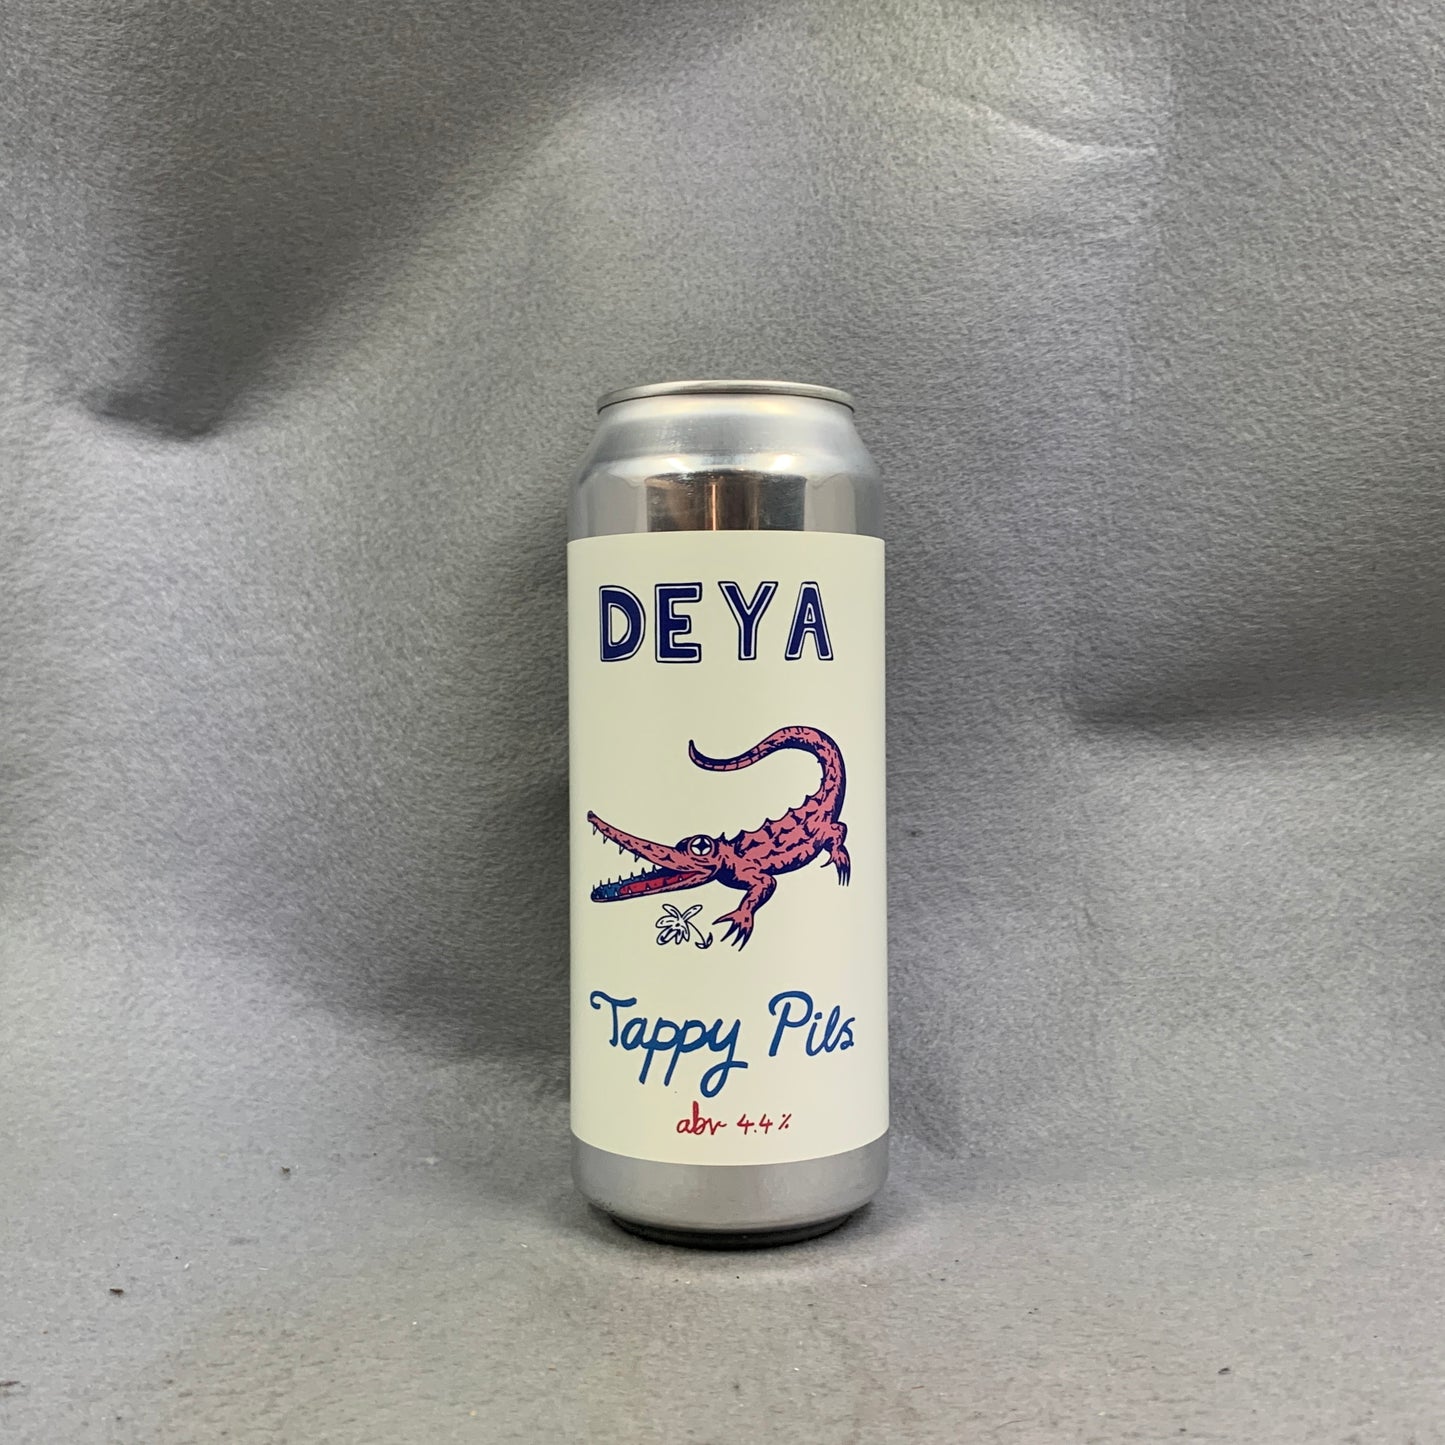 DEYA
Tappy Pils
abv 4.4%